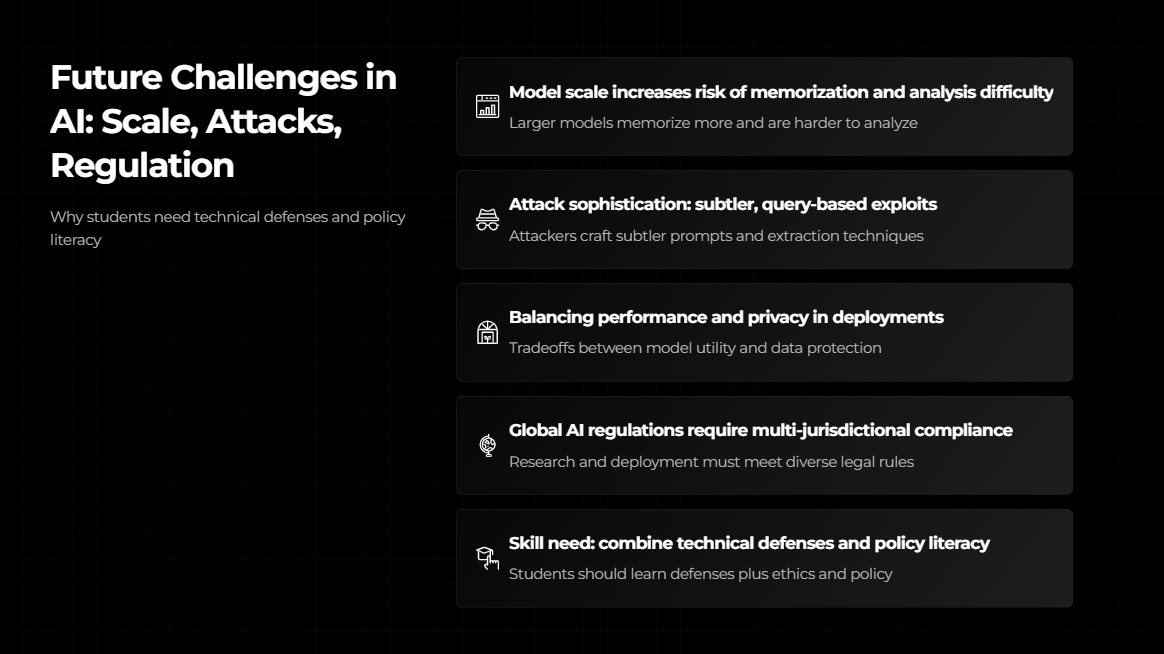 Future Challenges in
AI: Scale, Attacks,
Regulation
Why students need technical defenses and policy
literacy
Model scale increases risk of memorization and analysis difficulty
Larger models memorize more and are harder to analyze
Attack sophistication: subtler, query-based exploits
Attackers craft subtler prompts and extraction techniques
Balancing performance and privacy in deployments
Tradeoffs between model utility and data protection
Global AI regulations require multi-jurisdictional compliance
Research and deployment must meet diverse legal rules
Skill need: combine technical defenses and policy literacy
Students should learn defenses plus ethics and policy